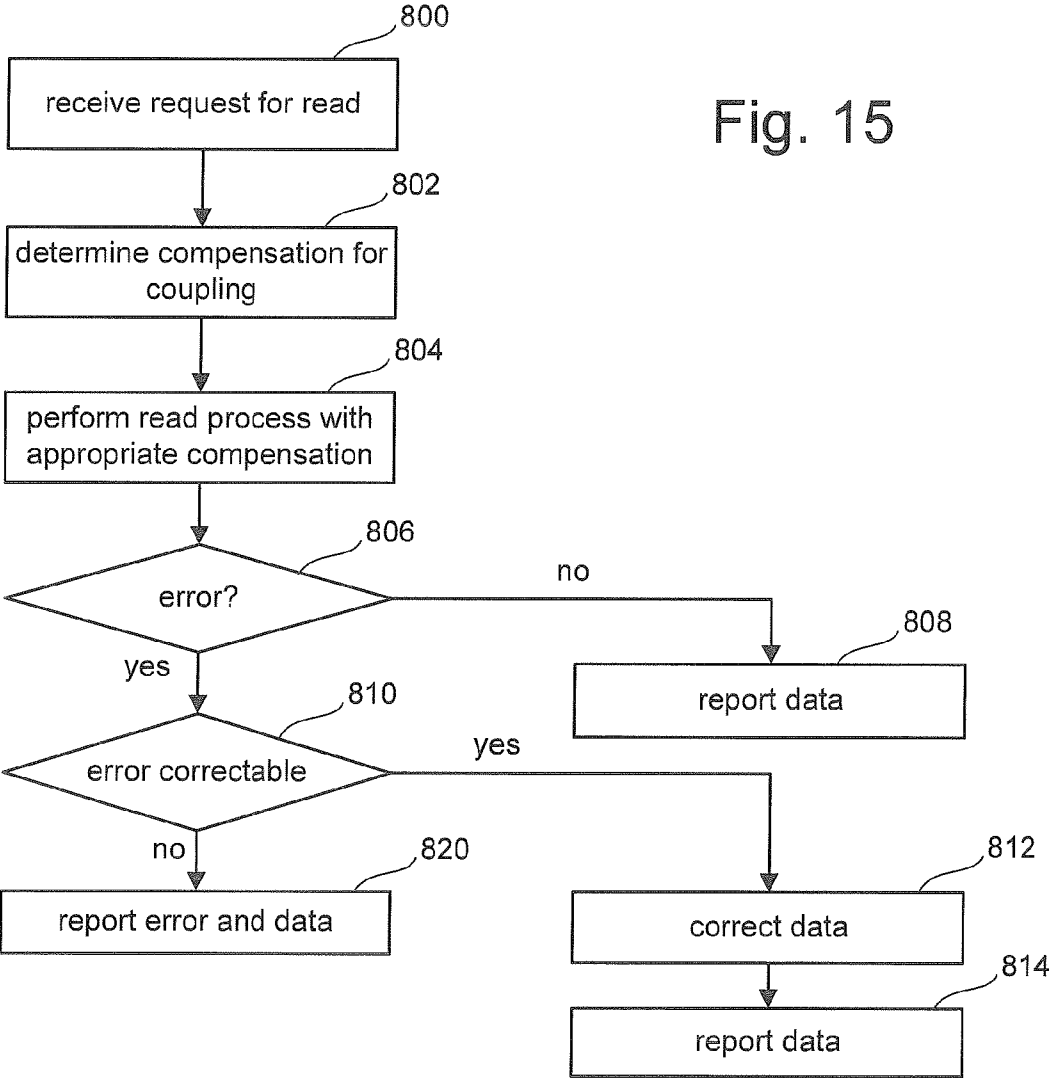 800
receive request for read
Fig. 15
802
determine compensation for
coupling
804
perform read process with
appropriate compensation
806
error?
no
yes
808
report data
810
error correctable
yes
no
820
report error and data
812
correct data
814
report data